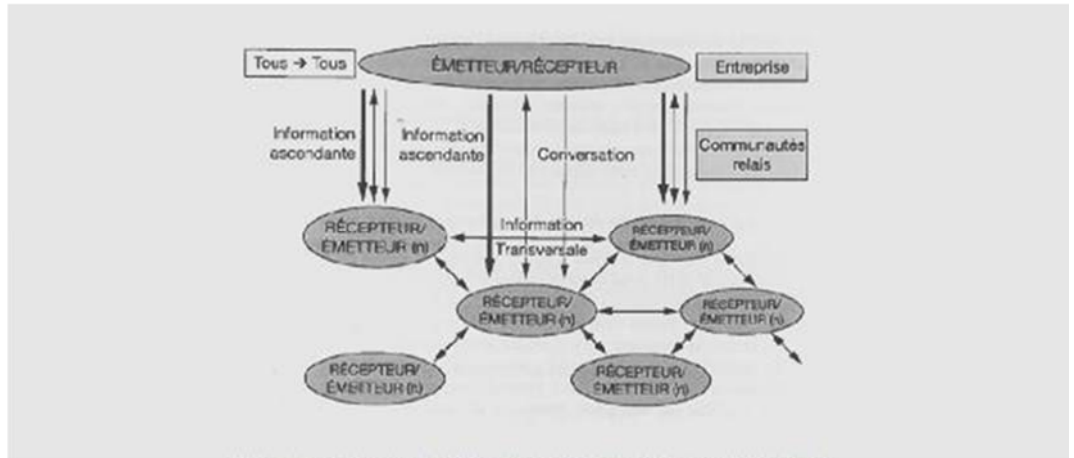 Tous → Tous
ÉMETTEUR/RÉCEPTEUR
Entreprise
Information
ascendante
Information
ascendante
Conversation
Communautés
relais
RÉCEPTEUR/
ÉMETTEUR (n)
Information
Transversale
RÉCEPTEUR/
ÉMETTEUR (n)
RÉCEPTEUR/
ÉMETTEUR (n)
RÉCEPTEUR/
ÉMETTEUR (n)
RÉCEPTEUR/
ÉMETTEUR (n)
RÉCEPTEUR/
ÉMETTEUR (n)